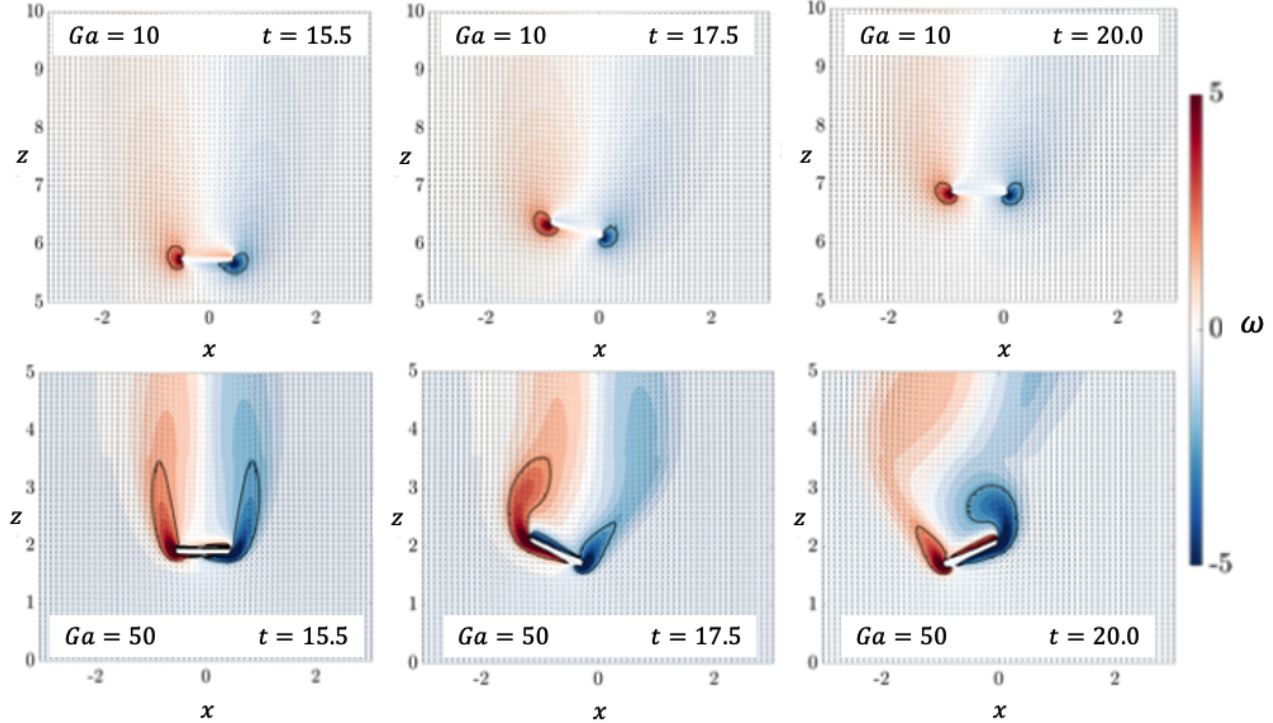 10
Ga = 10 t = 15.5
9
8
z
7
6
5
-2 0 2
x
10
Ga = 10 t = 17.5
9
8
z
7
6
5
-2 0 2
x
10
Ga = 10 t = 20.0
9
8
z
7
6
5
-2 0 2
x
5
4
3
z
2
1
Ga = 50 t = 15.5
0
-2 0 2
x
5
4
3
z
2
1
Ga = 50 t = 17.5
0
-2 0 2
x
5
4
3
z
2
1
Ga = 50 t = 20.0
0
-2 0 2
x
5
0 ω
-5